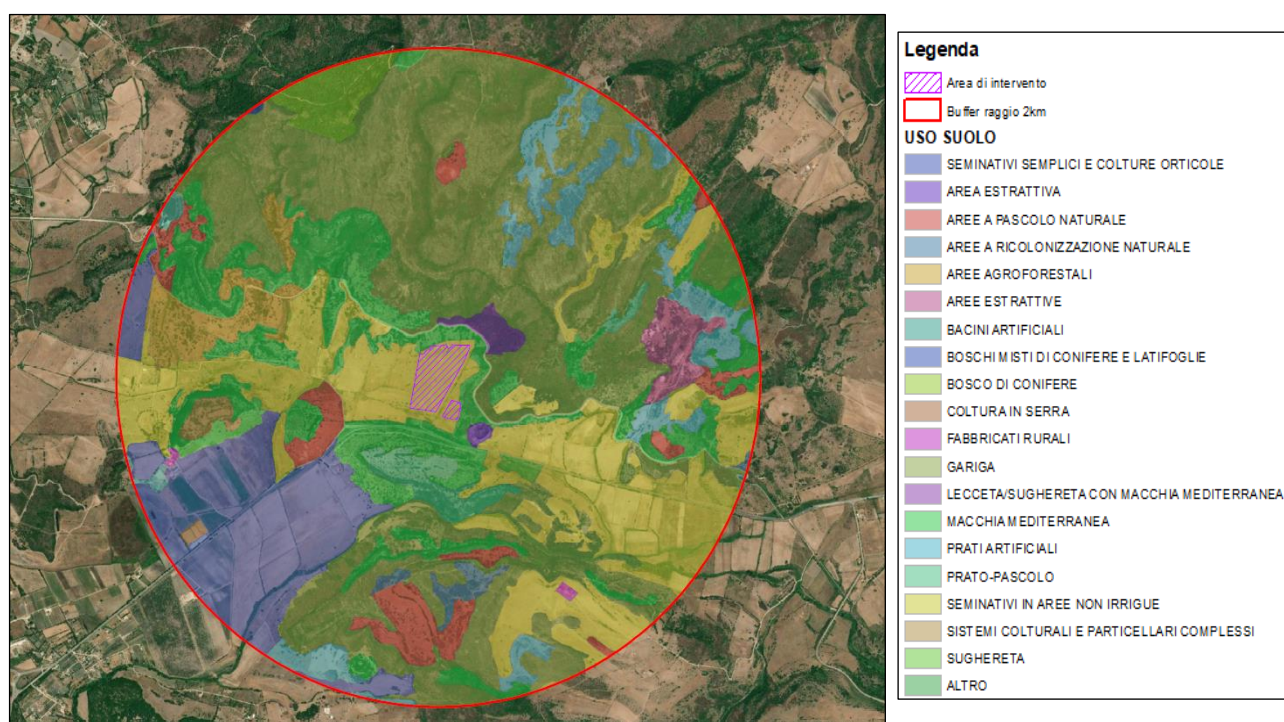 Legenda
Area di intervento
Buffer raggio 2km
USO SUOLO
SEMINATIVI SEMPLICI E COLTURE ORTICOLE
AREA ESTRATTIVA
AREE A PASCOLO NATURALE
AREE A RICOLONIZZAZIONE NATURALE
AREE AGROFORESTALI
AREE ESTRATTIVE
BACINI ARTIFICIALI
BOSCHI MISTI DI CONIFERE E LATIFOGLIE
BOSCO DI CONIFERE
COLTURA IN SERRA
FABBRICATI RURALI
GARIGA
LECCETA/SUGHERETA CON MACCHIA MEDITERRANEA
MACCHIA MEDITERRANEA
PRATI ARTIFICIALI
PRATO-PASCOLO
SEMINATIVI IN AREE NON IRRIGUE
SISTEMI COLTURALI E PARTICELLARI COMPLESSI
SUGHERETA
ALTRO